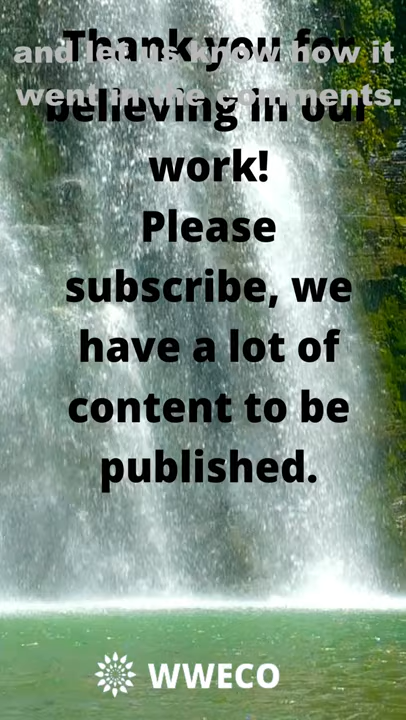 and let us know how it
went in the comments.
Thank you for
believing in our
work!
Please
subscribe, we
have a lot of
content to be
published.
WWECO